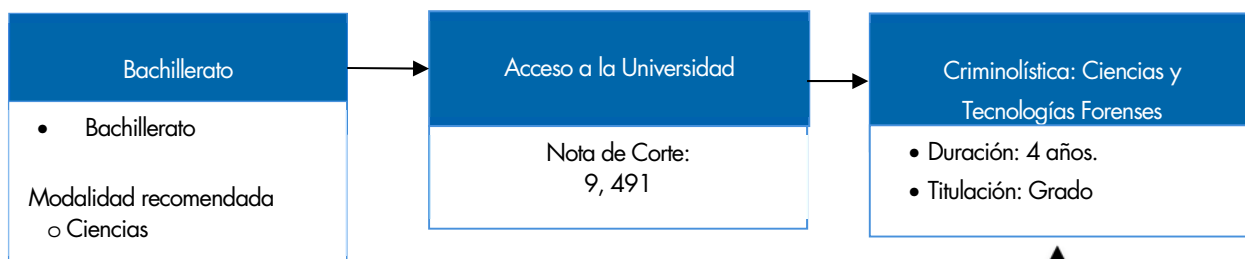 Bachillerato
• Bachillerato
Modalidad recomendada
o Ciencias
Acceso a la Universidad
Nota de Corte:
9, 491
Criminolística: Ciencias y
Tecnologías Forenses
• Duración: 4 años.
• Titulación: Grado